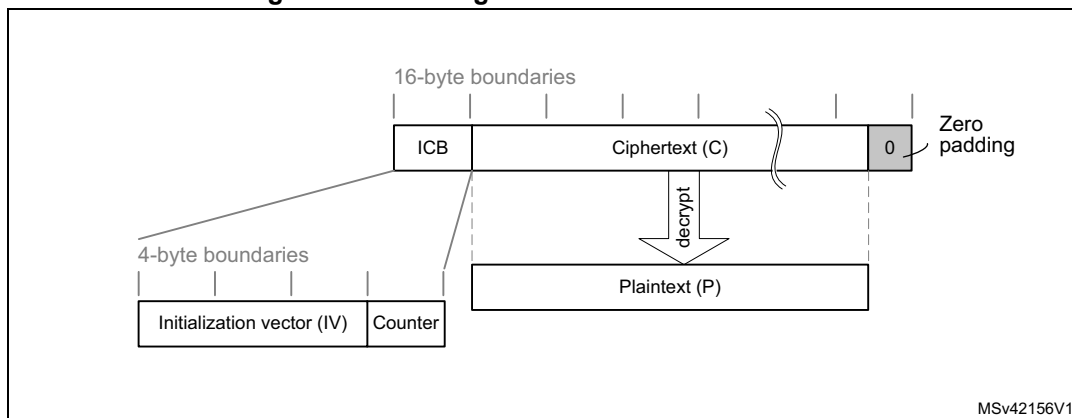 16-byte boundaries
ICB
Ciphertext (C)
0
Zero
padding
decrypt
4-byte boundaries
Initialization vector (IV)
Counter
Plaintext (P)
MSv42156V1